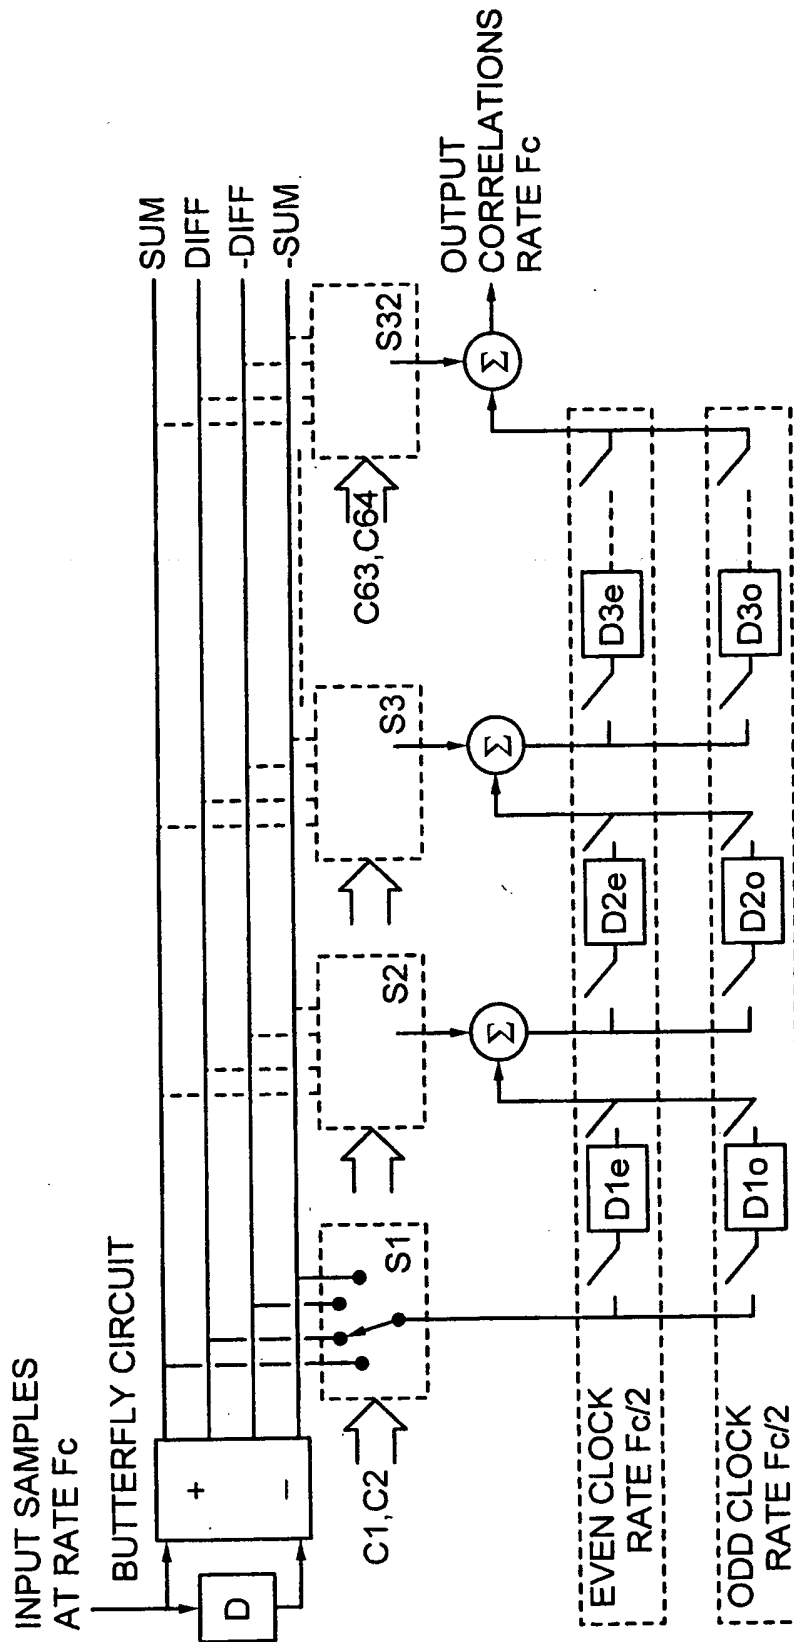 INPUT SAMPLES
AT RATE Fc
BUTTERFLY CIRCUIT
D
+
−
SUM
DIFF
-DIFF
-SUM
C1,C2
S1
S2
S3
C63,C64
S32
Σ
Σ
Σ
OUTPUT
CORRELATIONS
RATE Fc
EVEN CLOCK
RATE Fc/2
D1e
D2e
D3e
ODD CLOCK
RATE Fc/2
D1o
D2o
D3o